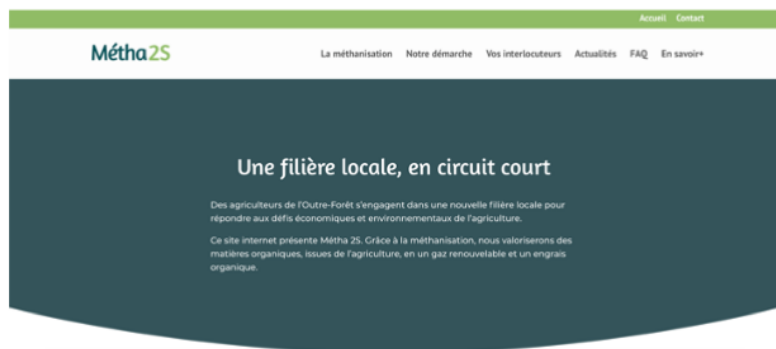 Accueil Contact
Métha2S
La méthanisation Notre démarche Vos interlocuteurs Actualités FAQ En savoir+
Une filière locale, en circuit court
Des agriculteurs de l'Outre-Forêt s'engagent dans une nouvelle filière locale pour
répondre aux défis économiques et environnementaux de l'agriculture.
Ce site internet présente Métha 2S. Grâce à la méthanisation, nous valoriserons des
matières organiques, issues de l'agriculture, en un gaz renouvelable et un engrais
organique.